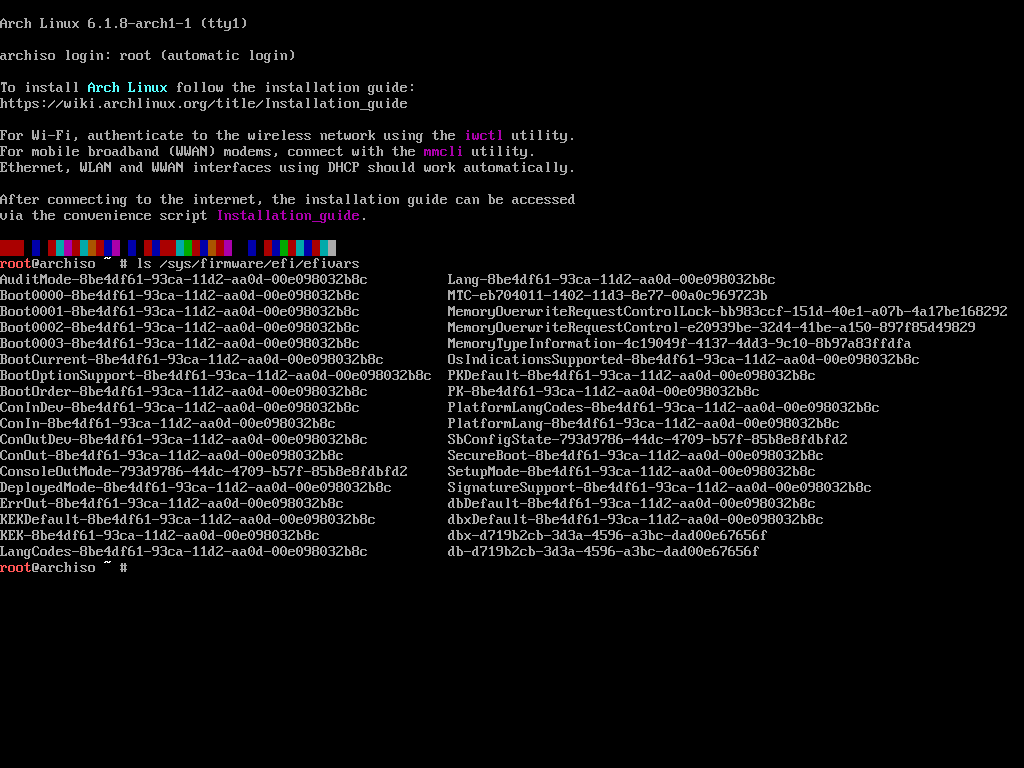 Arch Linux 6.1.8-arch1-1 (tty1)
archiso login: root (automatic login)
To install Arch Linux follow the installation guide:
https://wiki.archlinux.org/title/Installation_guide
For Wi-Fi, authenticate to the wireless network using the iwctl utility.
For mobile broadband (WWAN) modems, connect with the mmcli utility.
Ethernet, WLAN and WWAN interfaces using DHCP should work automatically.
After connecting to the internet, the installation guide can be accessed
via the convenience script Installation_guide.
root@archiso ~ # ls /sys/firmware/efi/efivars
AuditMode-8be4df61-93ca-11d2-aa0d-00e098032b8c Lang-8be4df61-93ca-11d2-aa0d-00e098032b8c
Boot0000-8be4df61-93ca-11d2-aa0d-00e098032b8c MTC-eb704011-1402-11d3-8e77-00a0c969723b
Boot0001-8be4df61-93ca-11d2-aa0d-00e098032b8c MemoryOverwriteRequestControlLock-bb983ccf-151d-40e1-a07b-4a17be168292
Boot0002-8be4df61-93ca-11d2-aa0d-00e098032b8c MemoryOverwriteRequestControl-e20939be-32d4-41be-a150-897f85d49829
Boot0003-8be4df61-93ca-11d2-aa0d-00e098032b8c MemoryTypeInformation-4c19049f-4137-4dd3-9c10-8b97a83ffdfa
BootCurrent-8be4df61-93ca-11d2-aa0d-00e098032b8c OsIndicationsSupported-8be4df61-93ca-11d2-aa0d-00e098032b8c
BootOptionSupport-8be4df61-93ca-11d2-aa0d-00e098032b8c PKDefault-8be4df61-93ca-11d2-aa0d-00e098032b8c
BootOrder-8be4df61-93ca-11d2-aa0d-00e098032b8c PK-8be4df61-93ca-11d2-aa0d-00e098032b8c
ConInDev-8be4df61-93ca-11d2-aa0d-00e098032b8c PlatformLangCodes-8be4df61-93ca-11d2-aa0d-00e098032b8c
ConIn-8be4df61-93ca-11d2-aa0d-00e098032b8c PlatformLang-8be4df61-93ca-11d2-aa0d-00e098032b8c
ConOutDev-8be4df61-93ca-11d2-aa0d-00e098032b8c SbConfigState-793d9786-44dc-4709-b57f-85b8e8fdbfd2
ConOut-8be4df61-93ca-11d2-aa0d-00e098032b8c SecureBoot-8be4df61-93ca-11d2-aa0d-00e098032b8c
ConsoleOutMode-793d9786-44dc-4709-b57f-85b8e8fdbfd2 SetupMode-8be4df61-93ca-11d2-aa0d-00e098032b8c
DeployedMode-8be4df61-93ca-11d2-aa0d-00e098032b8c SignatureSupport-8be4df61-93ca-11d2-aa0d-00e098032b8c
ErrOut-8be4df61-93ca-11d2-aa0d-00e098032b8c dbDefault-8be4df61-93ca-11d2-aa0d-00e098032b8c
KEKDefault-8be4df61-93ca-11d2-aa0d-00e098032b8c dbxDefault-8be4df61-93ca-11d2-aa0d-00e098032b8c
KEK-8be4df61-93ca-11d2-aa0d-00e098032b8c dbx-d719b2cb-3d3a-4596-a3bc-dad00e67656f
LangCodes-8be4df61-93ca-11d2-aa0d-00e098032b8c db-d719b2cb-3d3a-4596-a3bc-dad00e67656f
root@archiso ~ #